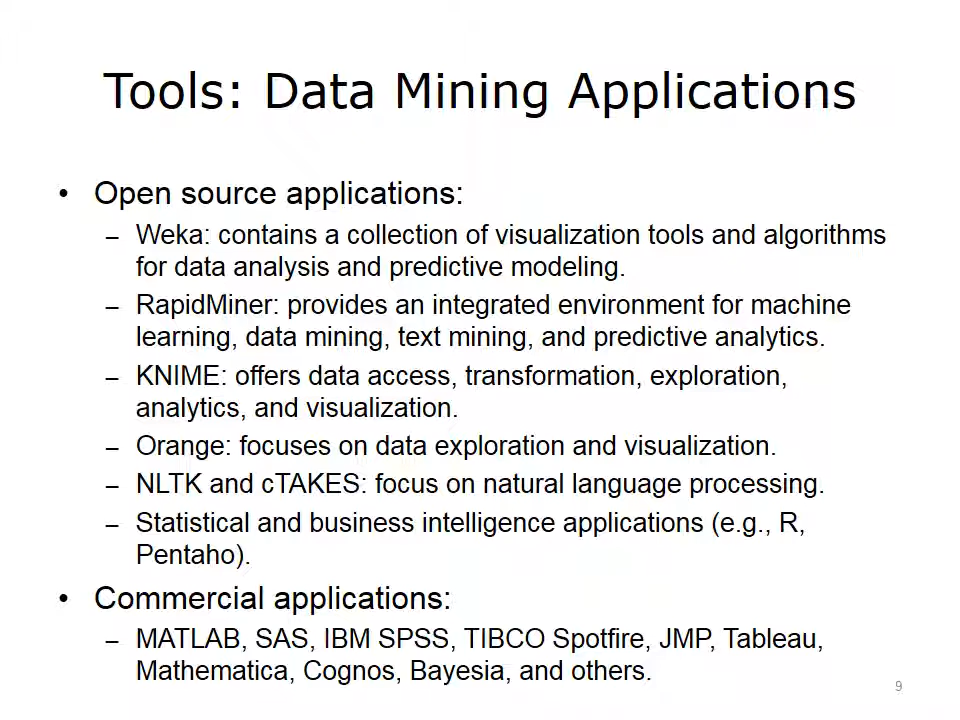 Tools: Data Mining Applications
• Open source applications:
– Weka: contains a collection of visualization tools and algorithms
for data analysis and predictive modeling.
– RapidMiner: provides an integrated environment for machine
learning, data mining, text mining, and predictive analytics.
– KNIME: offers data access, transformation, exploration,
analytics, and visualization.
– Orange: focuses on data exploration and visualization.
– NLTK and cTAKES: focus on natural language processing.
– Statistical and business intelligence applications (e.g., R,
Pentaho).
• Commercial applications:
– MATLAB, SAS, IBM SPSS, TIBCO Spotfire, JMP, Tableau,
Mathematica, Cognos, Bayesia, and others.
9